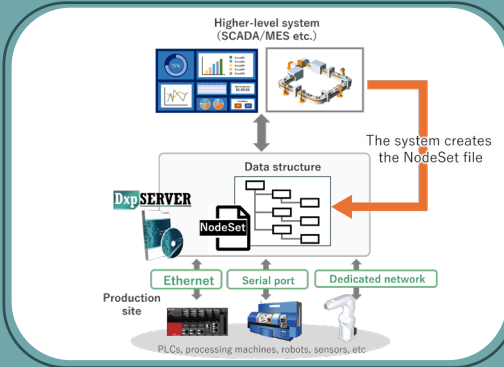 Higher-level system
(SCADA/MES etc.)
The system creates
the NodeSet file
Data structure
DxpSERVER
NodeSet
Ethernet
Serial port
Dedicated network
Production
site
PLCs, processing machines, robots, sensors, etc